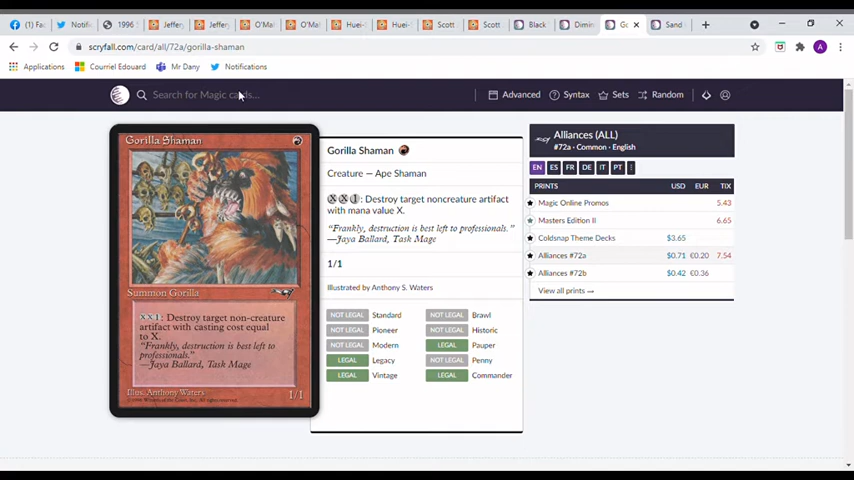 (1) Fac
Notific
1996
Jeffery
Jeffer
O'Ma
O'Ma
Huei-
Huei-
Scott
Scott
Black
Dimin
Go
Sand
scryfall.com/card/all/72a/gorilla-shaman
A
Applications
Courriel Edouard
Mr Dany
Notifications
Search for Magic cards...
Advanced
Syntax
Sets
Random
Gorilla Shaman
Summon Gorilla
X X 1: Destroy target non-creature
artifact with casting cost equal
to X.
"Frankly, destruction is best left to
professionals."
—Jaya Ballard, Task Mage
Illus. Anthony Waters
1/1
Gorilla Shaman
Creature — Ape Shaman
X X 1: Destroy target noncreature artifact
with mana value X.
"Frankly, destruction is best left to professionals."
—Jaya Ballard, Task Mage
1/1
Illustrated by Anthony S. Waters
NOT LEGAL Standard NOT LEGAL Brawl
NOT LEGAL Pioneer NOT LEGAL Historic
NOT LEGAL Modern LEGAL Pauper
LEGAL Legacy NOT LEGAL Penny
LEGAL Vintage LEGAL Commander
Alliances (ALL)
#72a · Common · English
EN ES FR DE IT PT
PRINTS USD EUR TIX
Magic Online Promos 5.43
Masters Edition II 6.65
Coldsnap Theme Decks $3.65
Alliances #72a $0.71 €0.20 7.54
Alliances #72b $0.42 €0.36
View all prints →